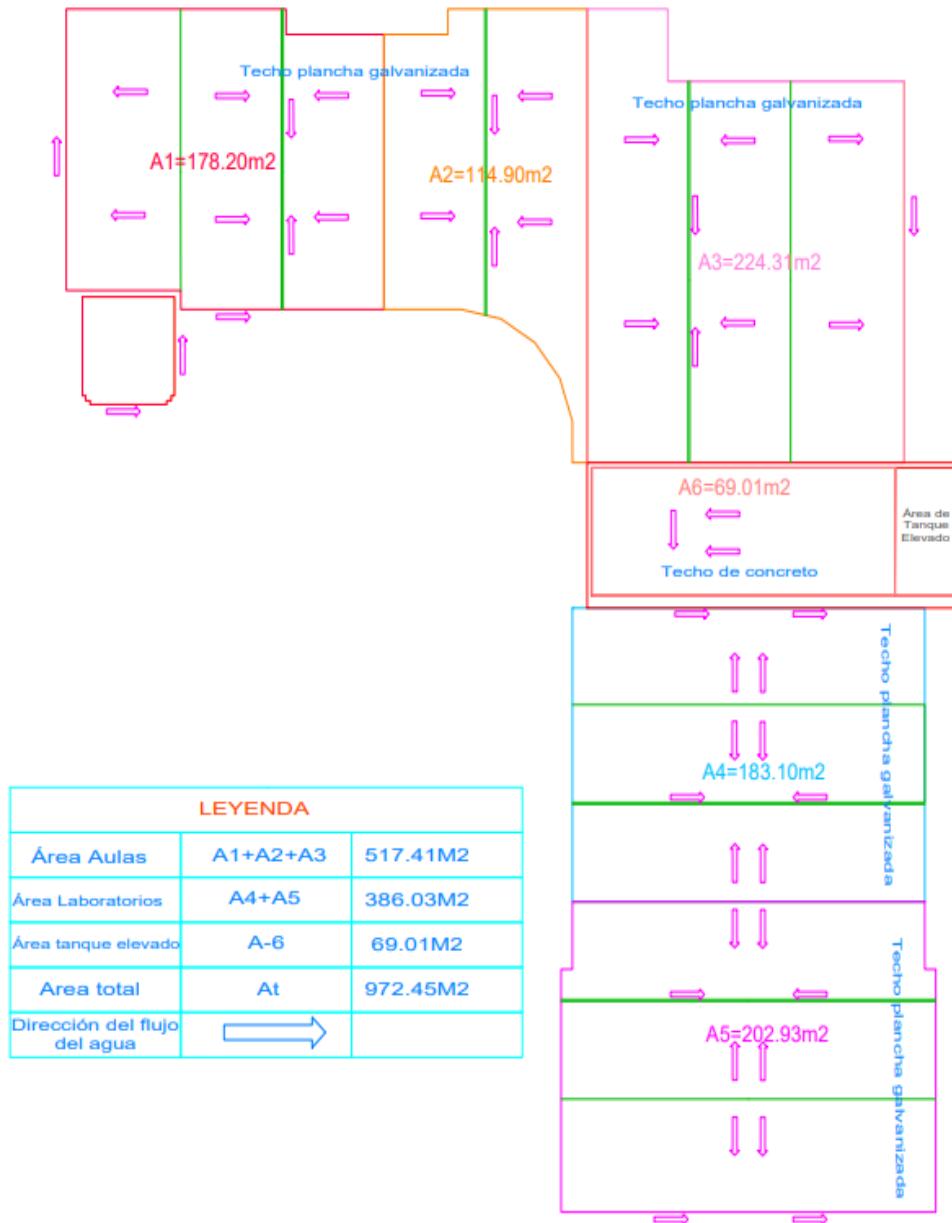 Techo plancha galvanizada
Techo plancha galvanizada
A1=178.20m2
A2=114.90m2
A3=224.31m2
A6=69.01m2
Área de
Tanque
Elevado
Techo de concreto
Techo plancha galvanizada
A4=183.10m2
LEYENDA
Área Aulas A1+A2+A3 517.41M2
Área Laboratorios A4+A5 386.03M2
Área tanque elevado A-6 69.01M2
Area total At 972.45M2
Dirección del flujo
del agua
Techo plancha galvanizada
A5=202.93m2